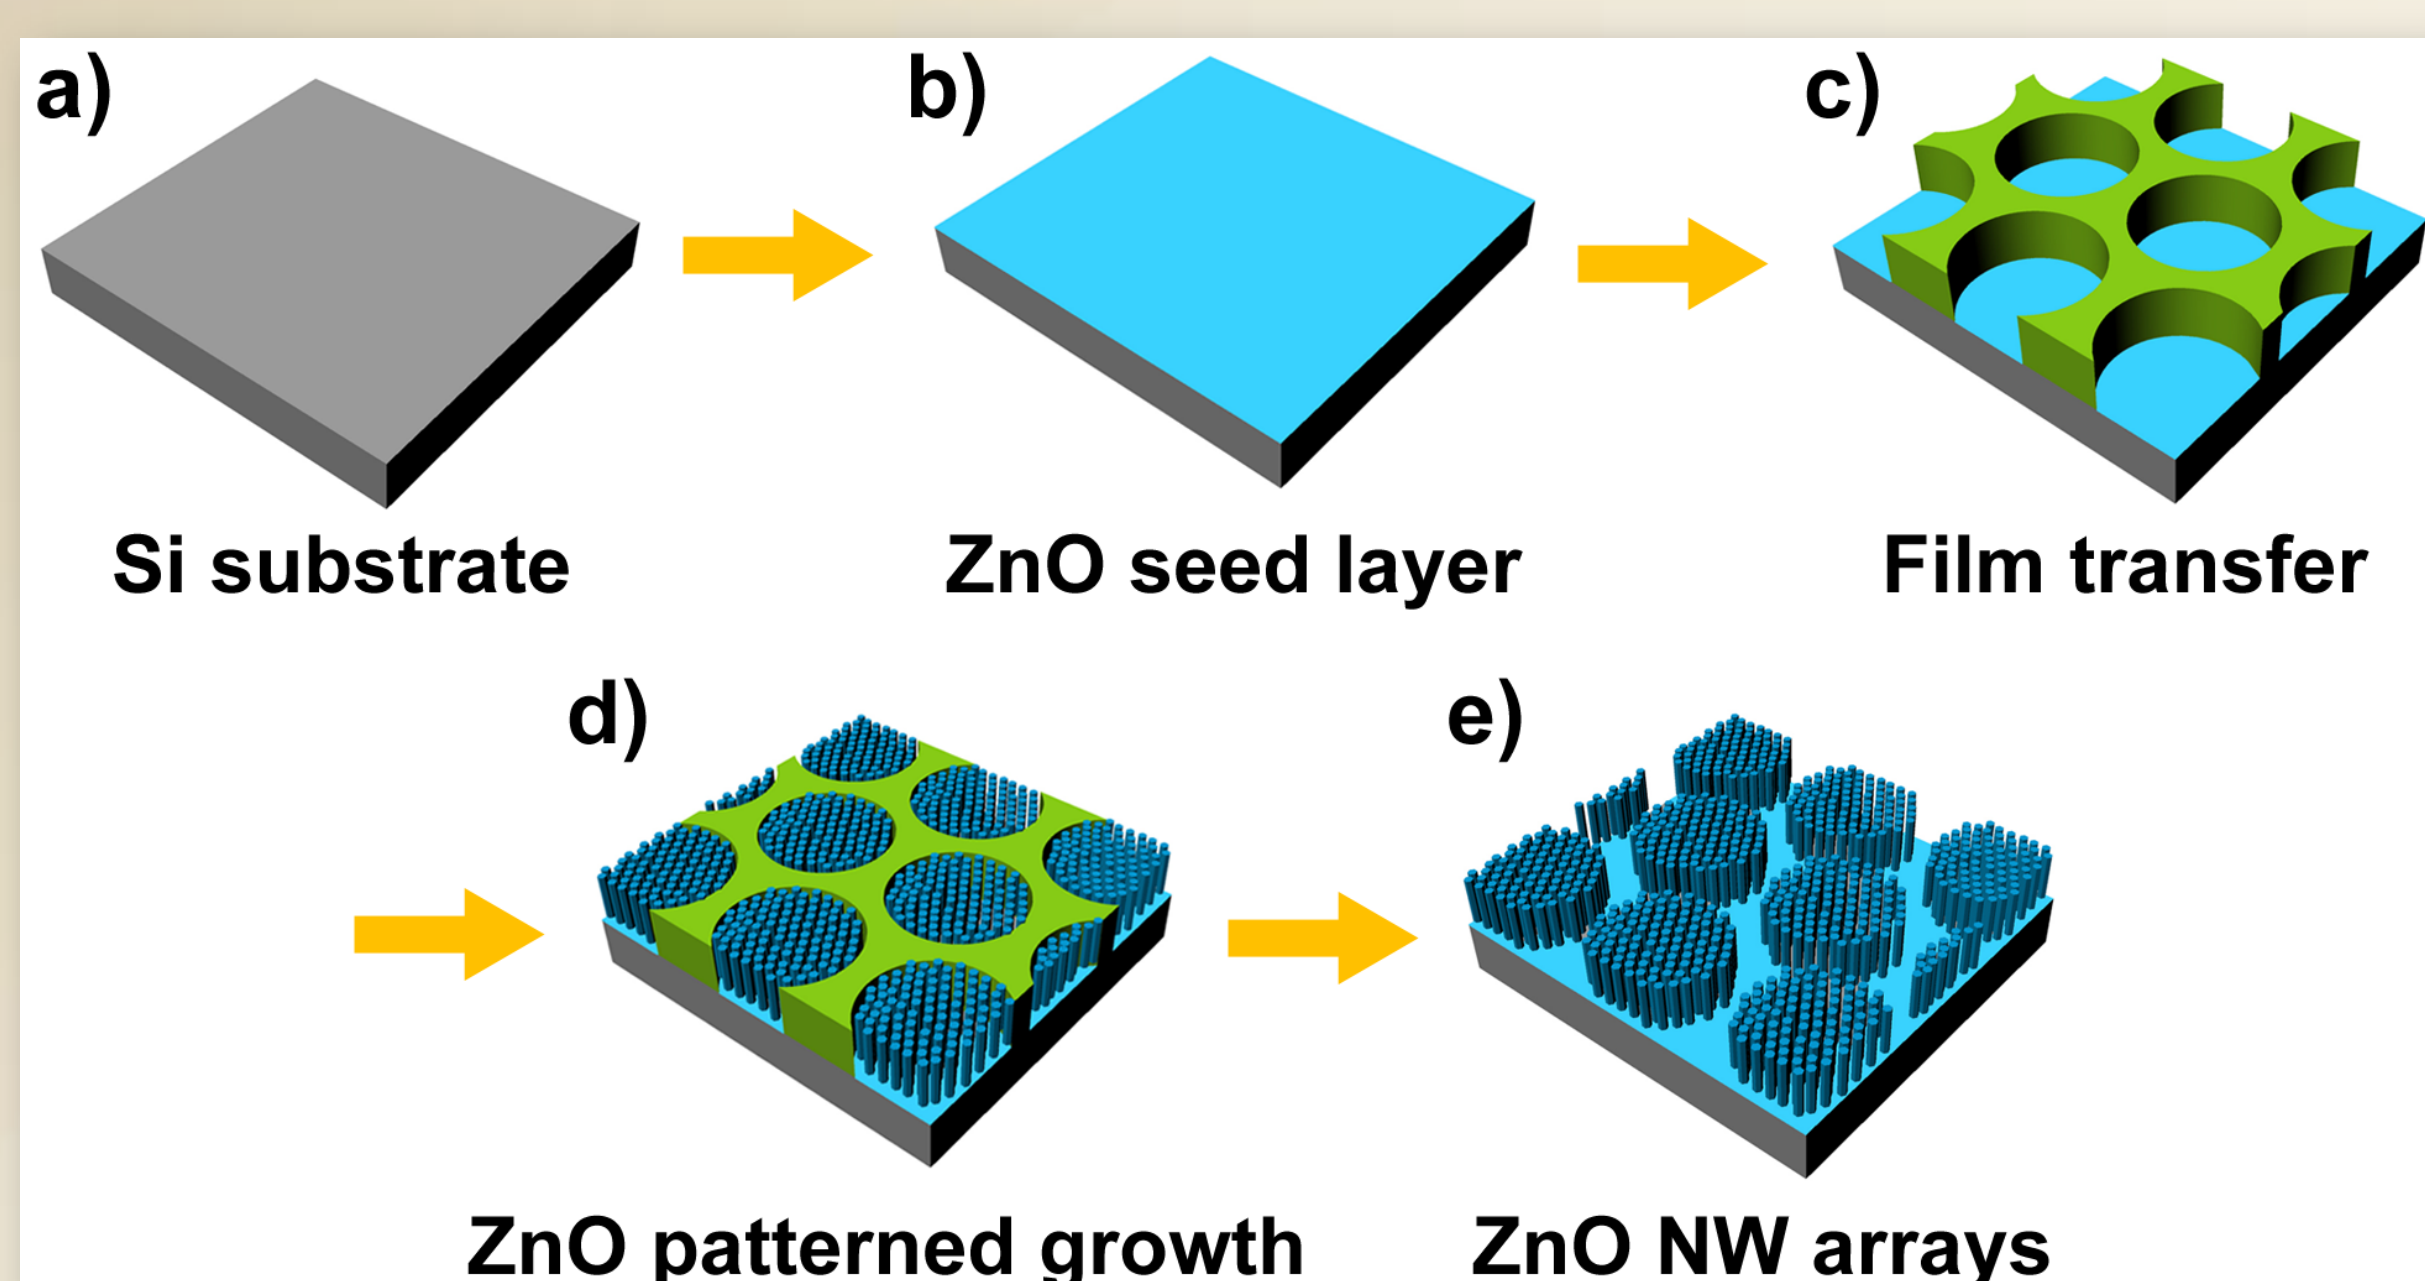 a)
b)
c)
Si substrate
ZnO seed layer
Film transfer
d)
e)
ZnO patterned growth
ZnO NW arrays